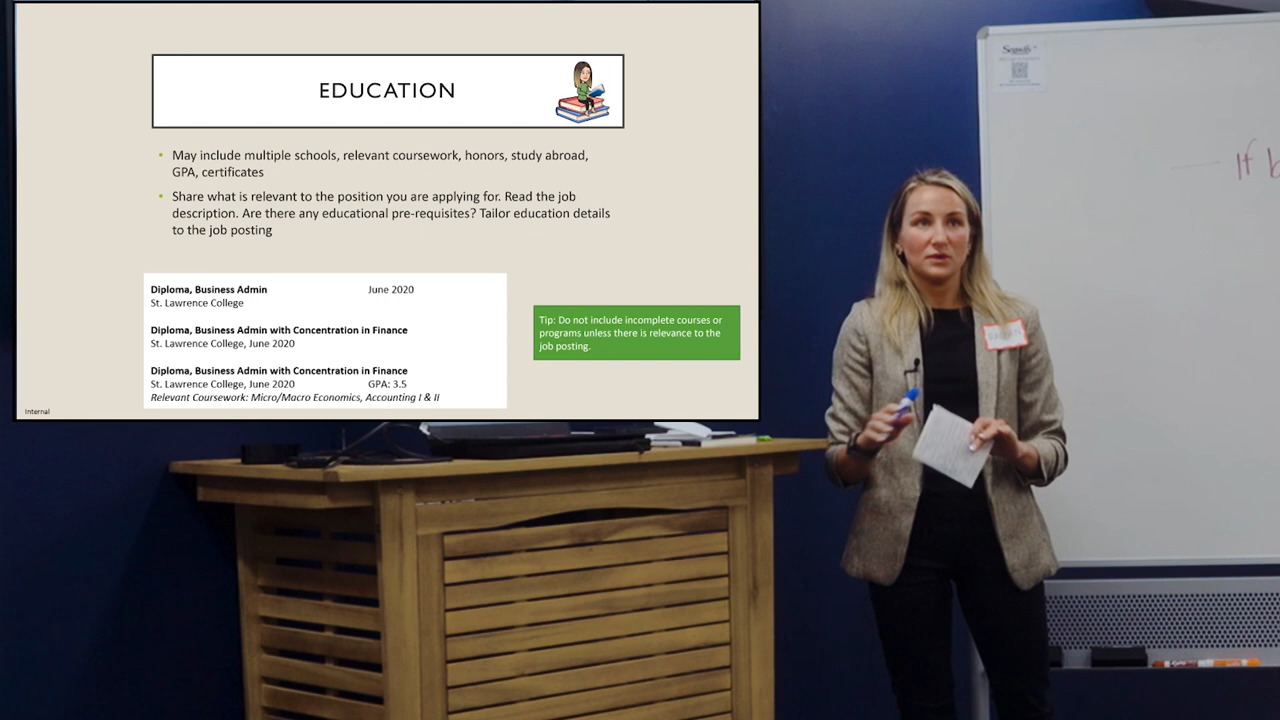 EDUCATION
• May include multiple schools, relevant coursework, honors, study abroad,
GPA, certificates
• Share what is relevant to the position you are applying for. Read the job
description. Are there any educational pre-requisites? Tailor education details
to the job posting
Diploma, Business Admin June 2020
St. Lawrence College
Diploma, Business Admin with Concentration in Finance
St. Lawrence College, June 2020
Diploma, Business Admin with Concentration in Finance
St. Lawrence College, June 2020 GPA: 3.5
Relevant Coursework: Micro/Macro Economics, Accounting I & II
Tip: Do not include incomplete courses or
programs unless there is relevance to the
job posting.
Internal
If b